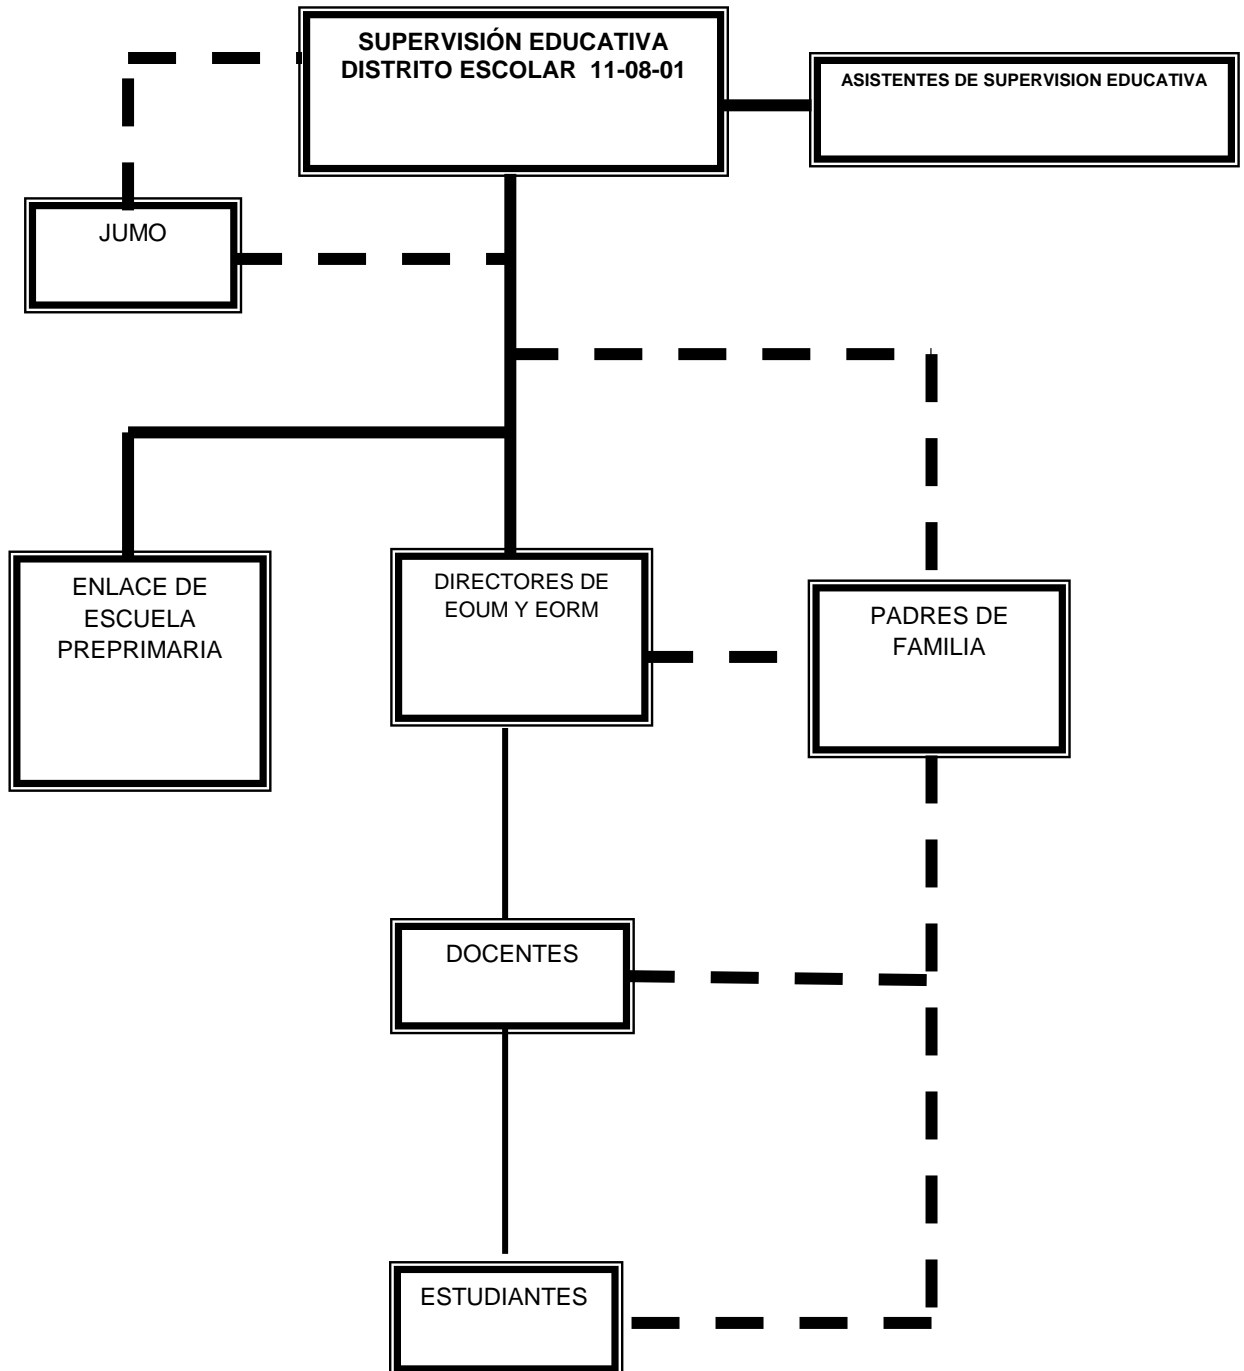 SUPERVISIÓN EDUCATIVA
DISTRITO ESCOLAR 11-08-01
ASISTENTES DE SUPERVISION EDUCATIVA
JUMO
ENLACE DE
ESCUELA
PREPRIMARIA
DIRECTORES DE
EOUM Y EORM
PADRES DE
FAMILIA
DOCENTES
ESTUDIANTES